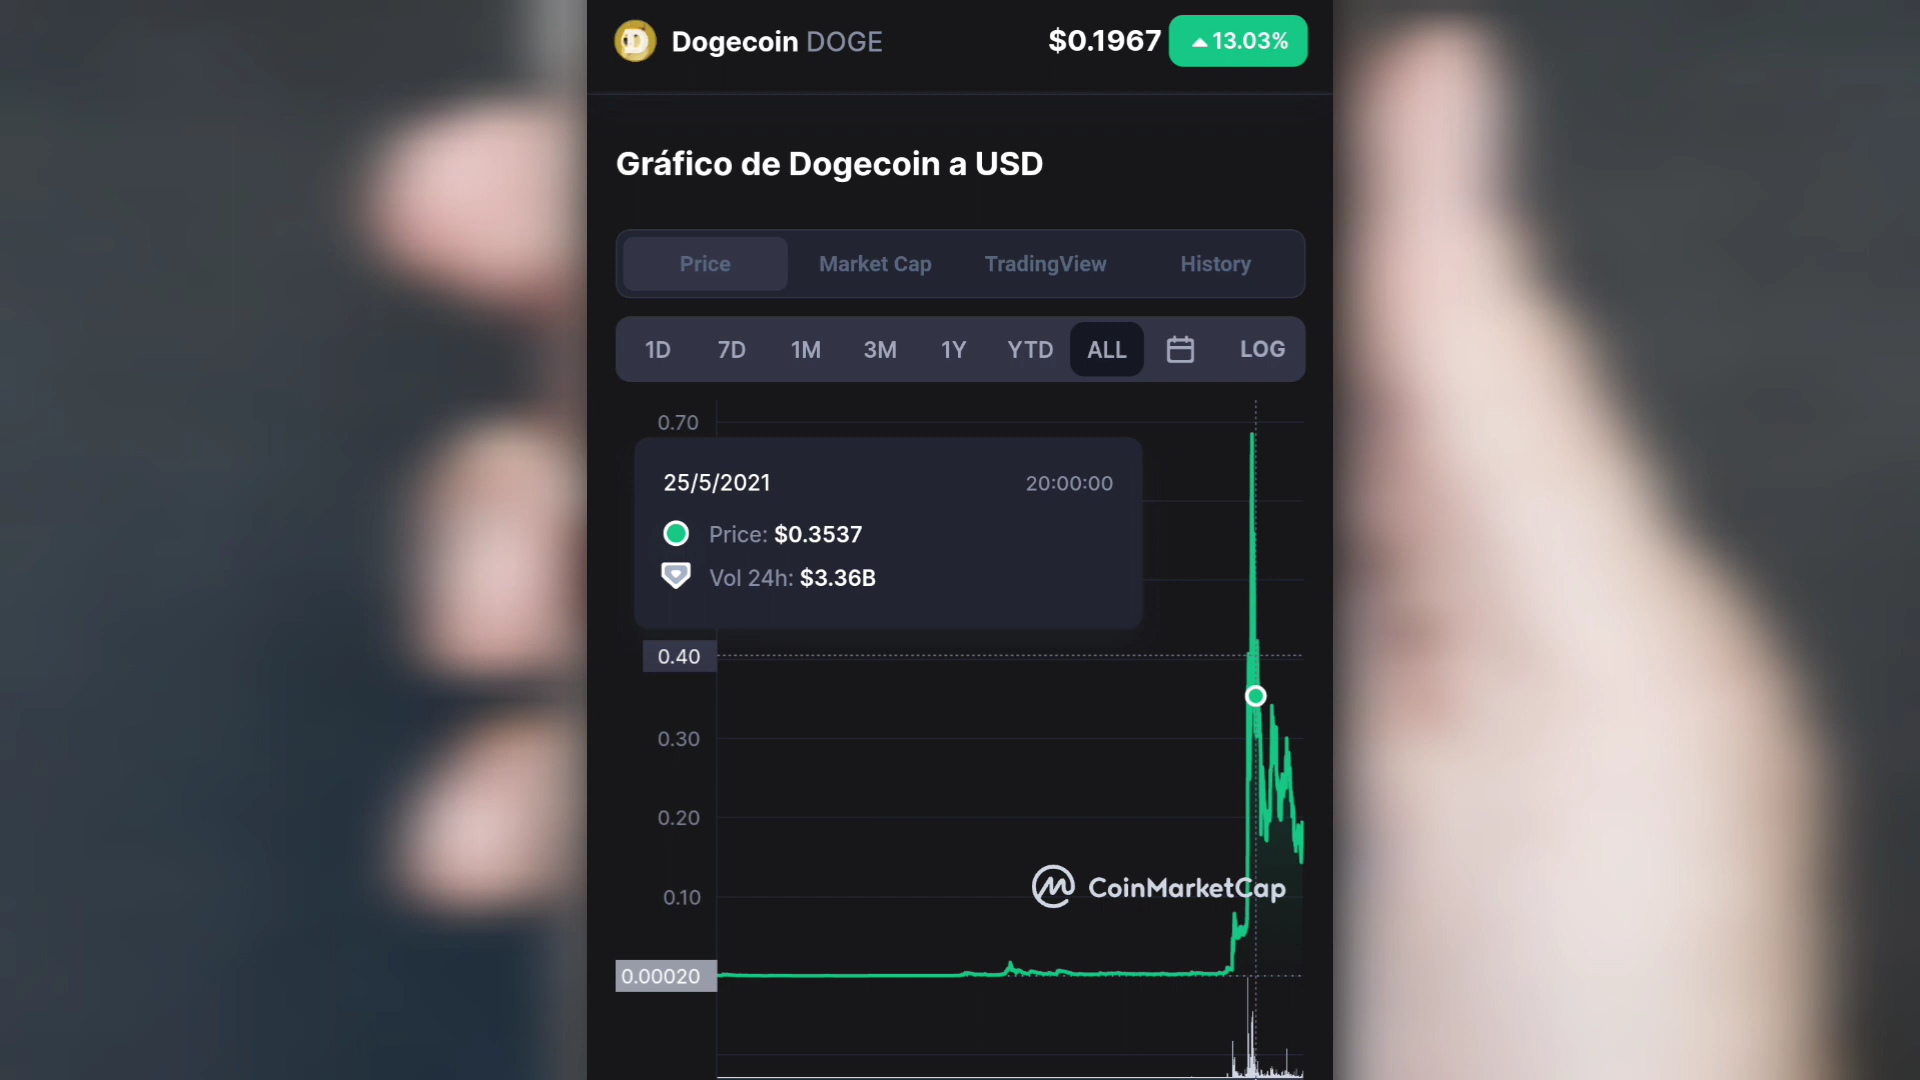 Dogecoin DOGE $0.1967 13.03%
Gráfico de Dogecoin a USD
Price Market Cap TradingView History
1D 7D 1M 3M 1Y YTD ALL LOG
0.70
25/5/2021 20:00:00
Price: $0.3537
Vol 24h: $3.36B
0.40
0.30
0.20
CoinMarketCap
0.10
0.00020